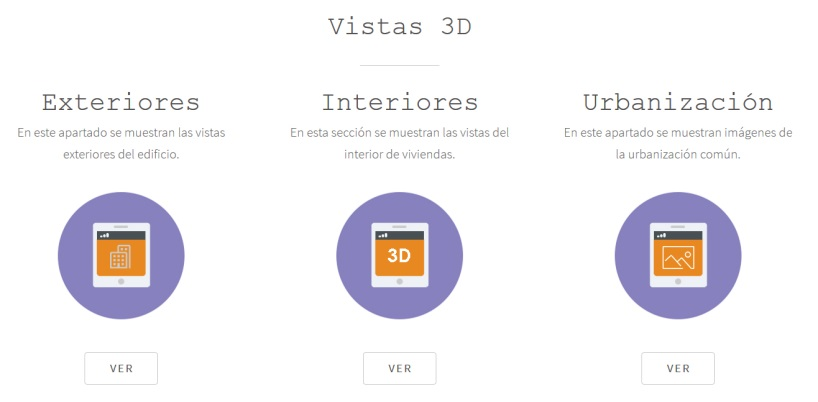 Vistas 3D
Exteriores
En este apartado se muestran las vistas
exteriores del edificio.
VER
Interiores
En esta sección se muestran las vistas del
interior de viviendas.
3D
VER
Urbanización
En este apartado se muestran imágenes de
la urbanización común.
VER